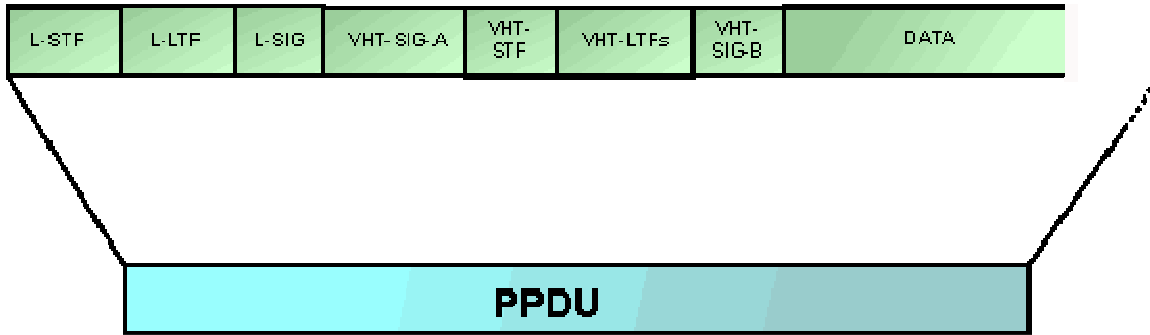 L-STF
L-LTF
L-SIG
VHT-SIG-A
VHT-
STF
VHT-LTFs
VHT-
SIG-B
DATA
PPDU